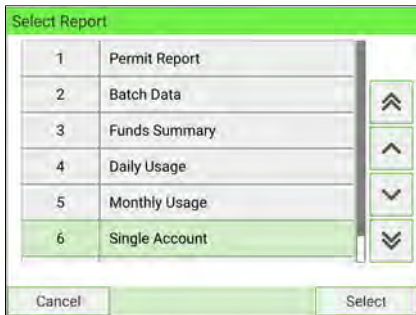 Select Report
1 Permit Report
2 Batch Data
3 Funds Summary
4 Daily Usage
5 Monthly Usage
6 Single Account
Cancel Select